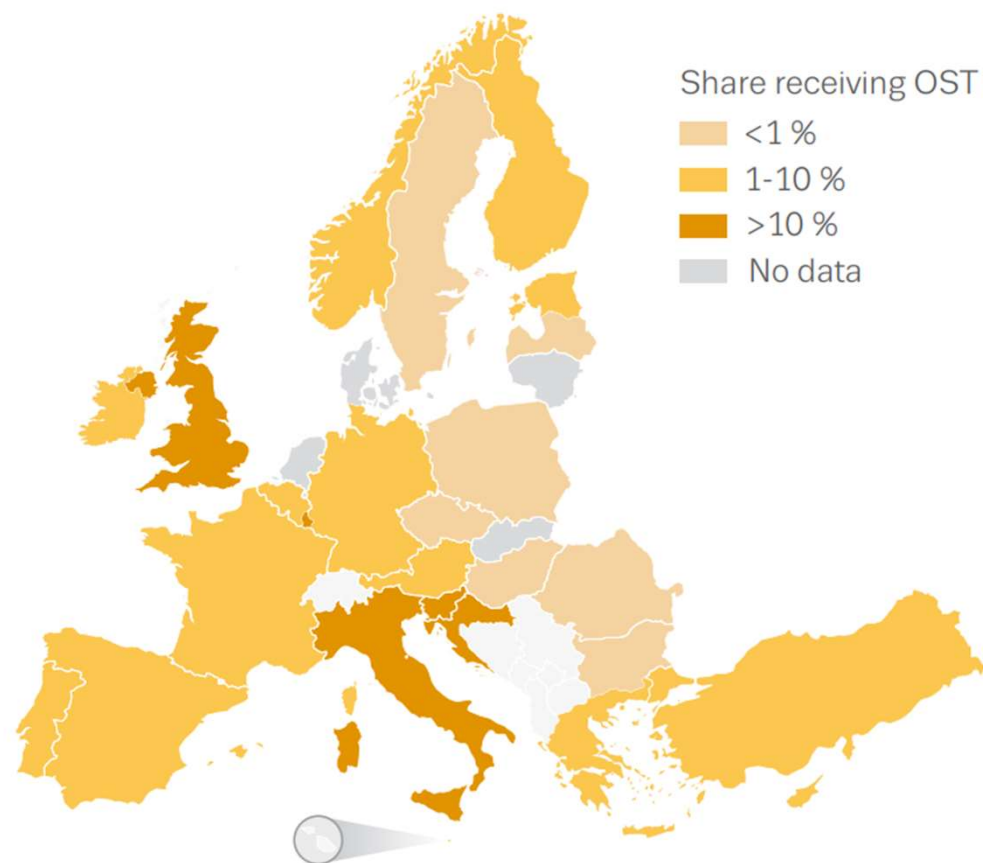 Share receiving OST
<1 %
1-10 %
>10 %
No data